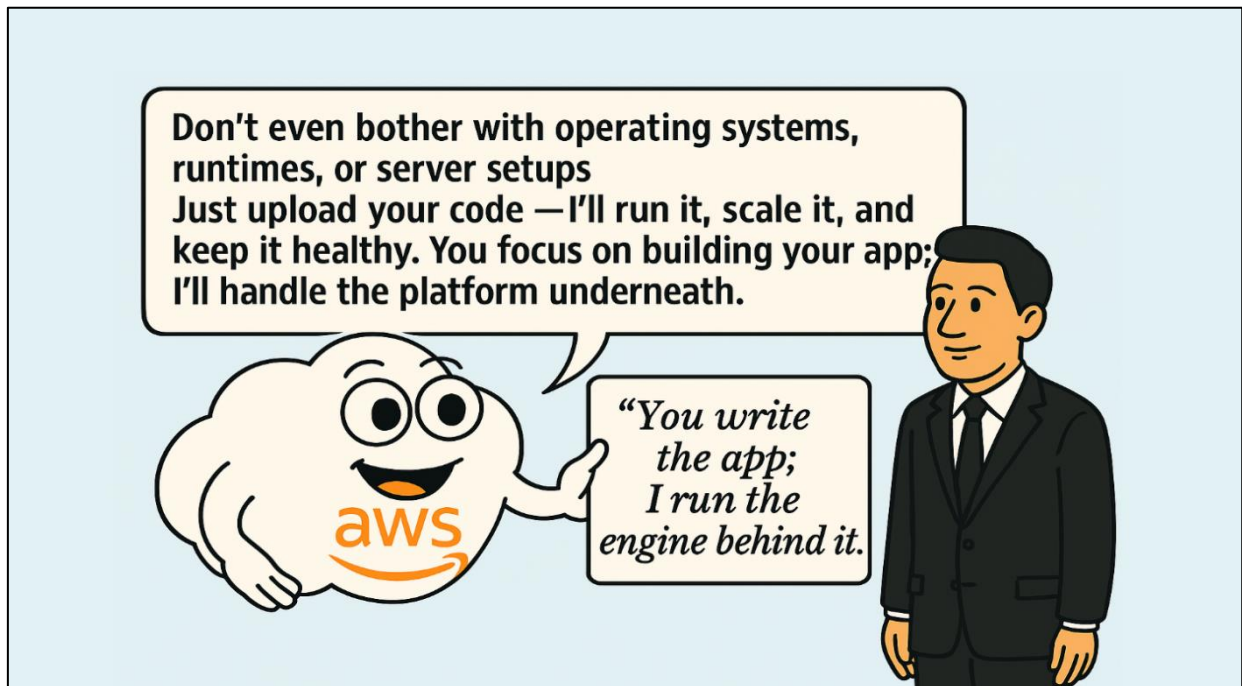 Don't even bother with operating systems,
runtimes, or server setups
Just upload your code —I'll run it, scale it, and
keep it healthy. You focus on building your app;
I'll handle the platform underneath.
“You write
the app;
I run the
engine behind it.
aws